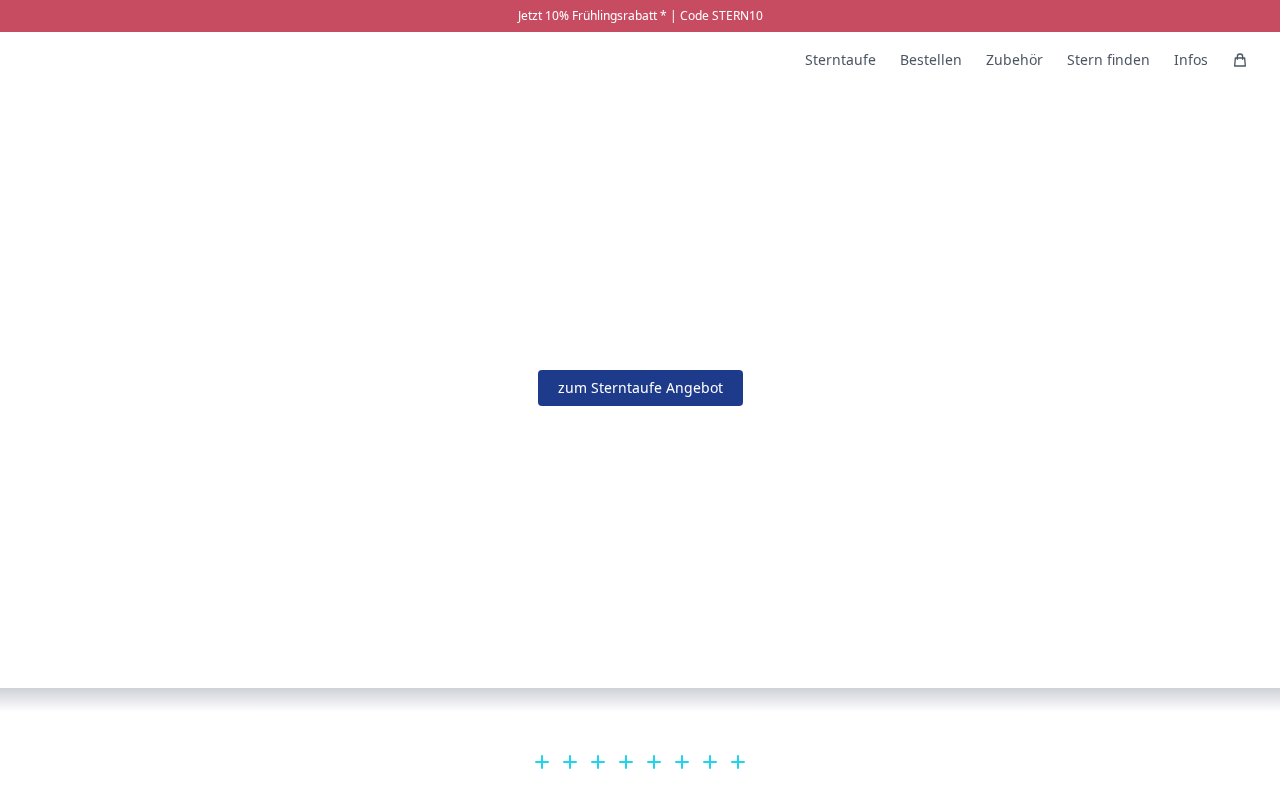 Jetzt 10% Frühlingsrabatt * | Code STERN10
Sterntaufe Bestellen Zubehör Stern finden Infos
zum Sterntaufe Angebot